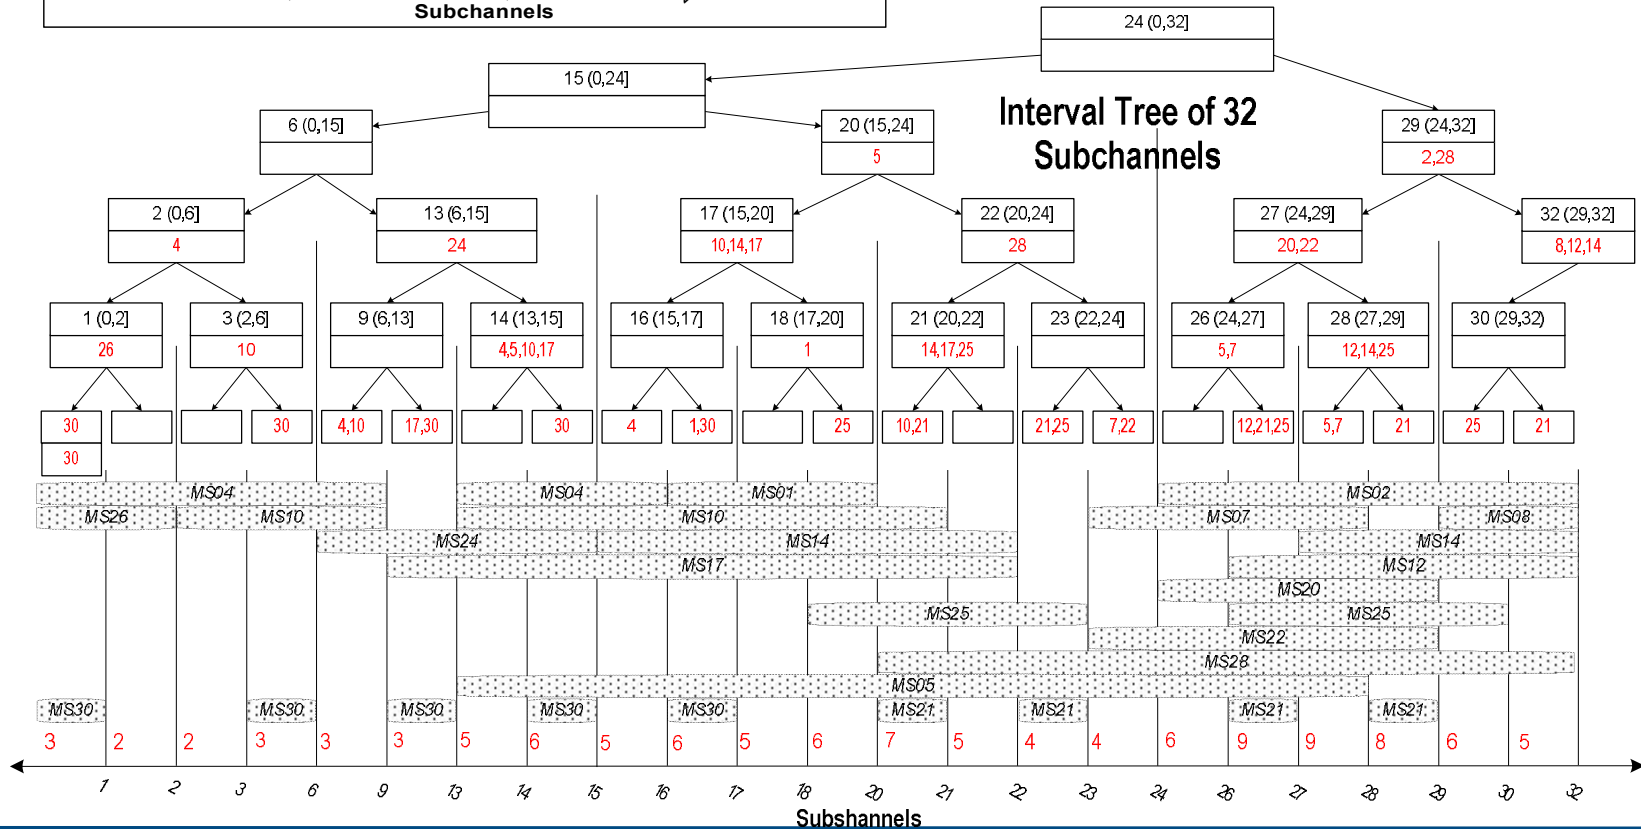 Subchannels
24 (0,32]
15 (0,24]
Interval Tree of 32
Subchannels
6 (0,15]
20 (15,24]
5
29 (24,32]
2,28
2 (0,6]
4
13 (6,15]
24
17 (15,20]
10,14,17
22 (20,24]
28
27 (24,29]
20,22
32 (29,32]
8,12,14
1 (0,2]
26
3 (2,6]
10
9 (6,13]
14 (13,15]
4,5,10,17
16 (15,17]
18 (17,20]
1
21 (20,22]
14,17,25
23 (22,24]
26 (24,27]
5,7
28 (27,29]
12,14,25
30 (29,32)
30 30 4,10 17,30 30 4 1,30 25 10,21 21,25 7,22 12,21,25 5,7 21 25 21
30
MS04 MS04 MS01 MS02
MS26 MS10 MS10 MS07 MS08
MS24 MS14 MS14
MS17 MS12
MS20
MS25 MS25
MS22
MS28
MS05
MS30 MS30 MS30 MS30 MS30 MS21 MS21 MS21 MS21
3 2 2 3 3 3 5 6 5 6 5 6 7 5 4 4 6 9 9 8 6 5
1 2 3 6 9 13 14 15 16 17 18 20 21 22 23 24 26 27 28 29 30 32
Subshannels